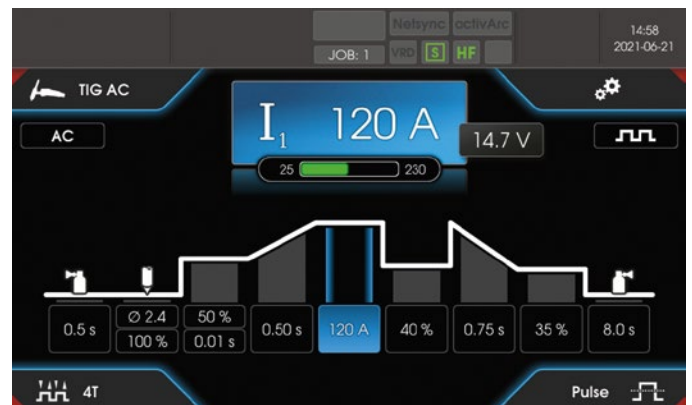 Netsync activArc
14:58
JOB: 1 VRD S HF
2021-06-21
TIG AC
I1 120 A
AC
14.7 V
25 230
0.5 s
Ø 2.4
100 %
50 %
0.01 s
0.50 s
120 A
40 %
0.75 s
35 %
8.0 s
4T
Pulse